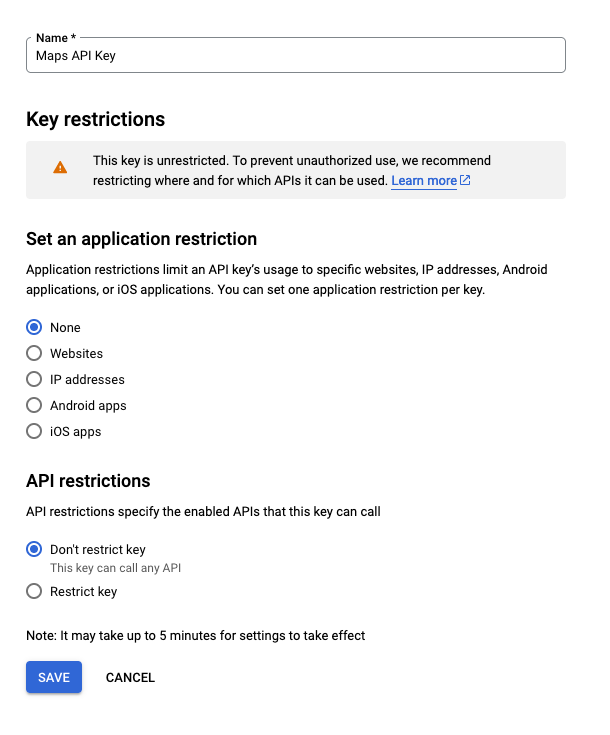 Name *
Maps API Key
Key restrictions
This key is unrestricted. To prevent unauthorized use, we recommend
restricting where and for which APIs it can be used. Learn more
Set an application restriction
Application restrictions limit an API key’s usage to specific websites, IP addresses, Android
applications, or iOS applications. You can set one application restriction per key.
None
Websites
IP addresses
Android apps
iOS apps
API restrictions
API restrictions specify the enabled APIs that this key can call
Don't restrict key
This key can call any API
Restrict key
Note: It may take up to 5 minutes for settings to take effect
SAVE CANCEL